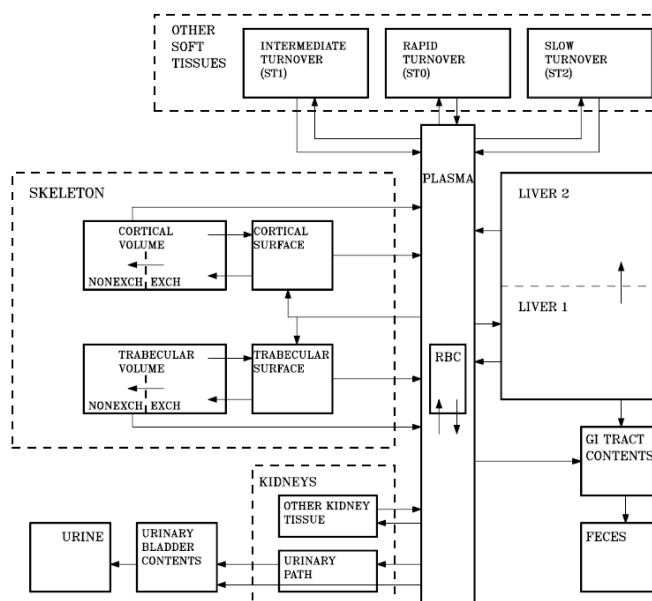 OTHER
SOFT
TISSUES
INTERMEDIATE
TURNOVER
(ST1)
RAPID
TURNOVER
(ST0)
SLOW
TURNOVER
(ST2)
PLASMA
SKELETON
CORTICAL
VOLUME
NONEXCH EXCH
CORTICAL
SURFACE
TRABECULAR
VOLUME
NONEXCH EXCH
TRABECULAR
SURFACE
LIVER 2
LIVER 1
RBC
GI TRACT
CONTENTS
FECES
KIDNEYS
OTHER KIDNEY
TISSUE
URINARY
PATH
URINARY
BLADDER
CONTENTS
URINE